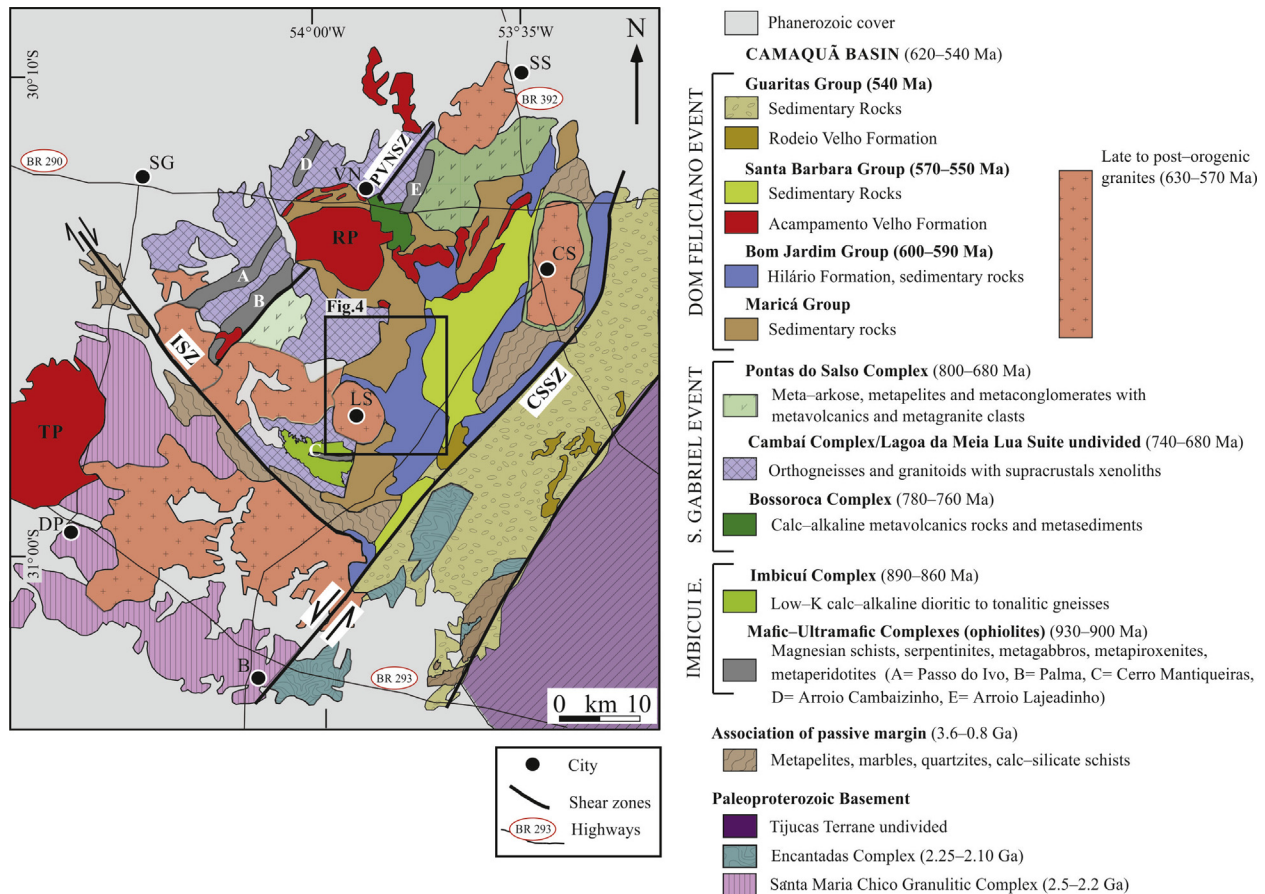 54°00'W
53°35'W
N
30°10'S
SS
BR 392
BR 290
SG
D
VN
PVNSZ
E
RP
CS
A
B
Fig.4
ISZ
LS
CSSZ
TP
C
DP
31°00'S
B
BR 293
0 km 10
City
Shear zones
BR 293 Highways
Phanerozoic cover
CAMAQUÃ BASIN (620–540 Ma)
DOM FELICIANO EVENT
Guaritas Group (540 Ma)
Sedimentary Rocks
Rodeio Velho Formation
Santa Barbara Group (570–550 Ma)
Sedimentary Rocks
Acampamento Velho Formation
Bom Jardim Group (600–590 Ma)
Hilário Formation, sedimentary rocks
Maricá Group
Sedimentary rocks
Late to post–orogenic
granites (630–570 Ma)
S. GABRIEL EVENT
Pontas do Salso Complex (800–680 Ma)
Meta–arkose, metapelites and metaconglomerates with
metavolcanics and metagranite clasts
Cambaí Complex/Lagoa da Meia Lua Suite undivided (740–680 Ma)
Orthogneisses and granitoids with supracrustals xenoliths
Bossoroca Complex (780–760 Ma)
Calc–alkaline metavolcanics rocks and metasediments
IMBICUI E.
Imbicuí Complex (890–860 Ma)
Low–K calc–alkaline dioritic to tonalitic gneisses
Mafic–Ultramafic Complexes (ophiolites) (930–900 Ma)
Magnesian schists, serpentinites, metagabbros, metapiroxenites,
metaperidotites (A= Passo do Ivo, B= Palma, C= Cerro Mantiqueiras,
D= Arroio Cambaizinho, E= Arroio Lajeadinho)
Association of passive margin (3.6–0.8 Ga)
Metapelites, marbles, quartzites, calc–silicate schists
Paleoproterozoic Basement
Tijucas Terrane undivided
Encantadas Complex (2.25–2.10 Ga)
Santa Maria Chico Granulitic Complex (2.5–2.2 Ga)